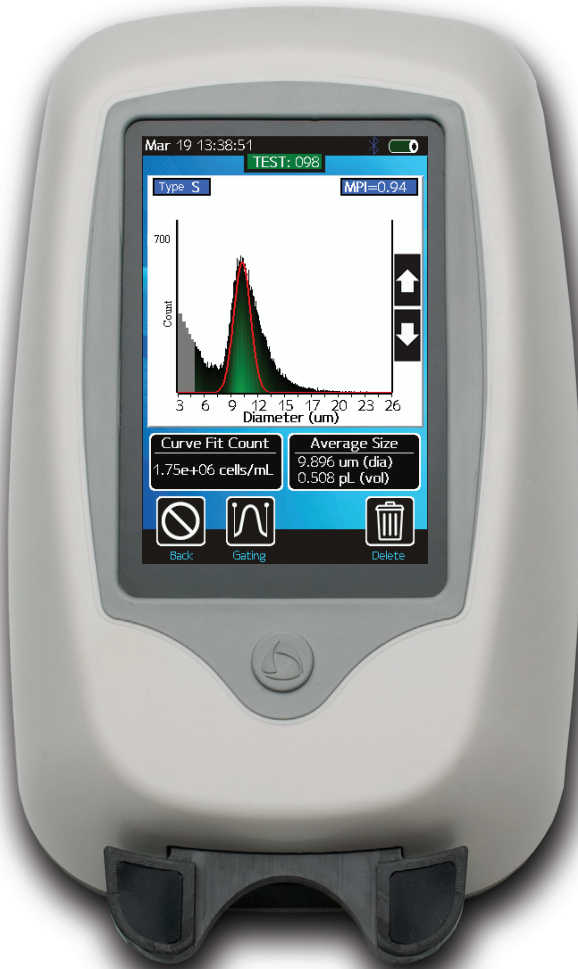 Mar 19 13:38:51
TEST: 098
Type S
MPI=0.94
700
Count
3 6 9 12 15 17 20 23 26
Diameter (um)
Curve Fit Count
1.75e+06 cells/mL
Average Size
9.896 um (dia)
0.508 pL (vol)
Back
Gating
Delete